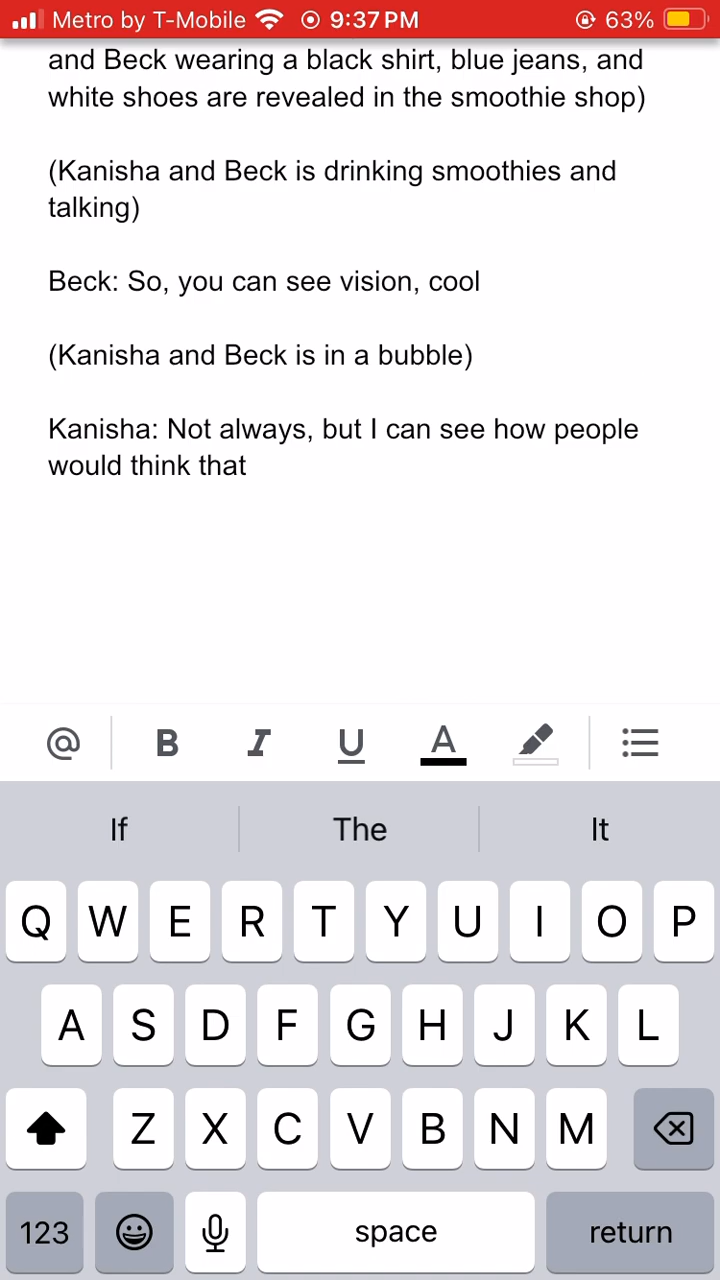 Metro by T-Mobile 9:37 PM 63%
and Beck wearing a black shirt, blue jeans, and
white shoes are revealed in the smoothie shop)
(Kanisha and Beck is drinking smoothies and
talking)
Beck: So, you can see vision, cool
(Kanisha and Beck is in a bubble)
Kanisha: Not always, but I can see how people
would think that
@ B I U A
If The It
Q W E R T Y U I O P
A S D F G H J K L
Z X C V B N M
123 space return